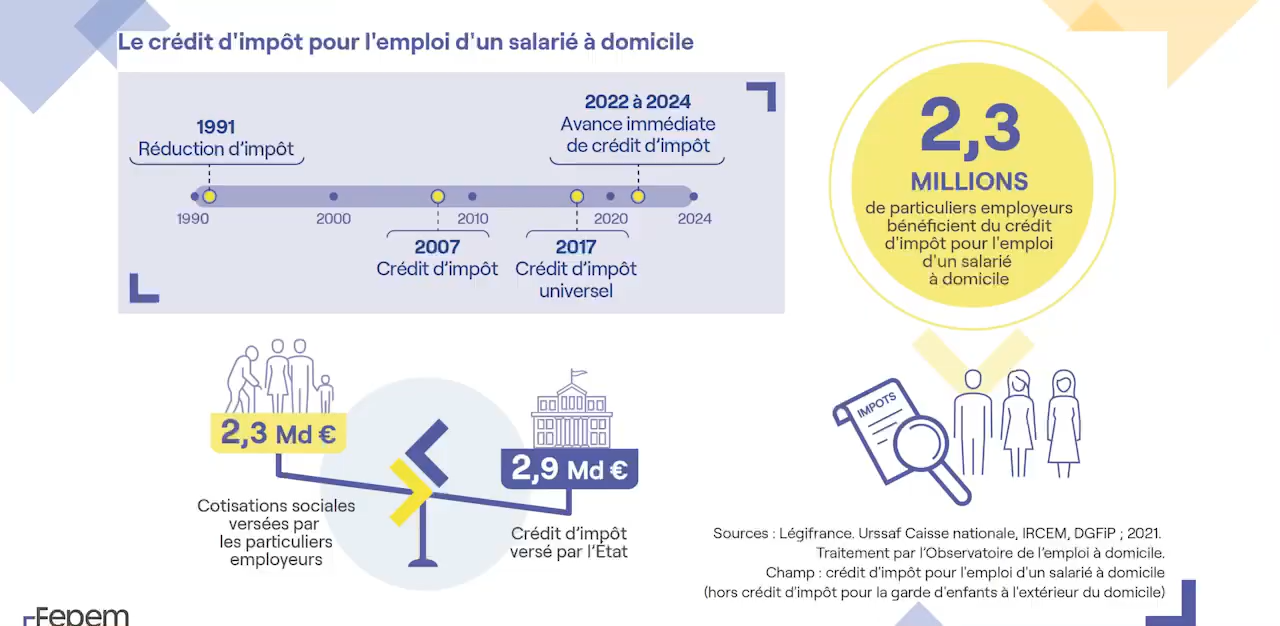 Le crédit d'impôt pour l'emploi d'un salarié à domicile
1991
Réduction d'impôt
2022 à 2024
Avance immédiate
de crédit d'impôt
1990
2000
2010
2020
2024
2007
Crédit d'impôt
2017
Crédit d'impôt
universel
2,3
MILLIONS
de particuliers employeurs
bénéficient du crédit
d'impôt pour l'emploi
d'un salarié
à domicile
2,3 Md €
Cotisations sociales
versées par
les particuliers
employeurs
2,9 Md €
Crédit d'impôt
versé par l'État
IMPOTS
Sources : Légifrance. Urssaf Caisse nationale, IRCEM, DGFiP ; 2021.
Traitement par l'Observatoire de l'emploi à domicile.
Champ : crédit d'impôt pour l'emploi d'un salarié à domicile
(hors crédit d'impôt pour la garde d'enfants à l'extérieur du domicile)
Fepem